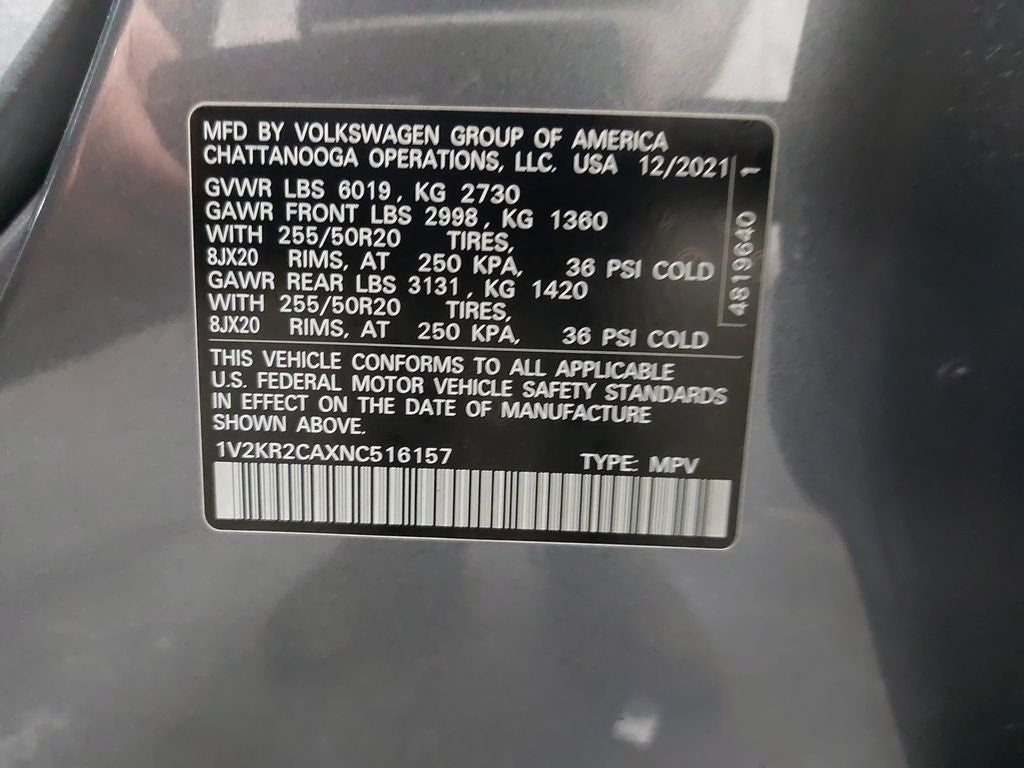 MFD BY VOLKSWAGEN GROUP OF AMERICA
CHATTANOOGA OPERATIONS, LLC. USA 12/2021
GVWR LBS 6019, KG 2730
GAWR FRONT LBS 2998, KG 1360
WITH 255/50R20 TIRES,
8JX20 RIMS, AT 250 KPA, 36 PSI COLD
GAWR REAR LBS 3131, KG 1420
WITH 255/50R20 TIRES,
8JX20 RIMS, AT 250 KPA, 36 PSI COLD
4819640 1
THIS VEHICLE CONFORMS TO ALL APPLICABLE
U.S. FEDERAL MOTOR VEHICLE SAFETY STANDARDS
IN EFFECT ON THE DATE OF MANUFACTURE
SHOWN ABOVE.
1V2KR2CAXNC516157 TYPE: MPV